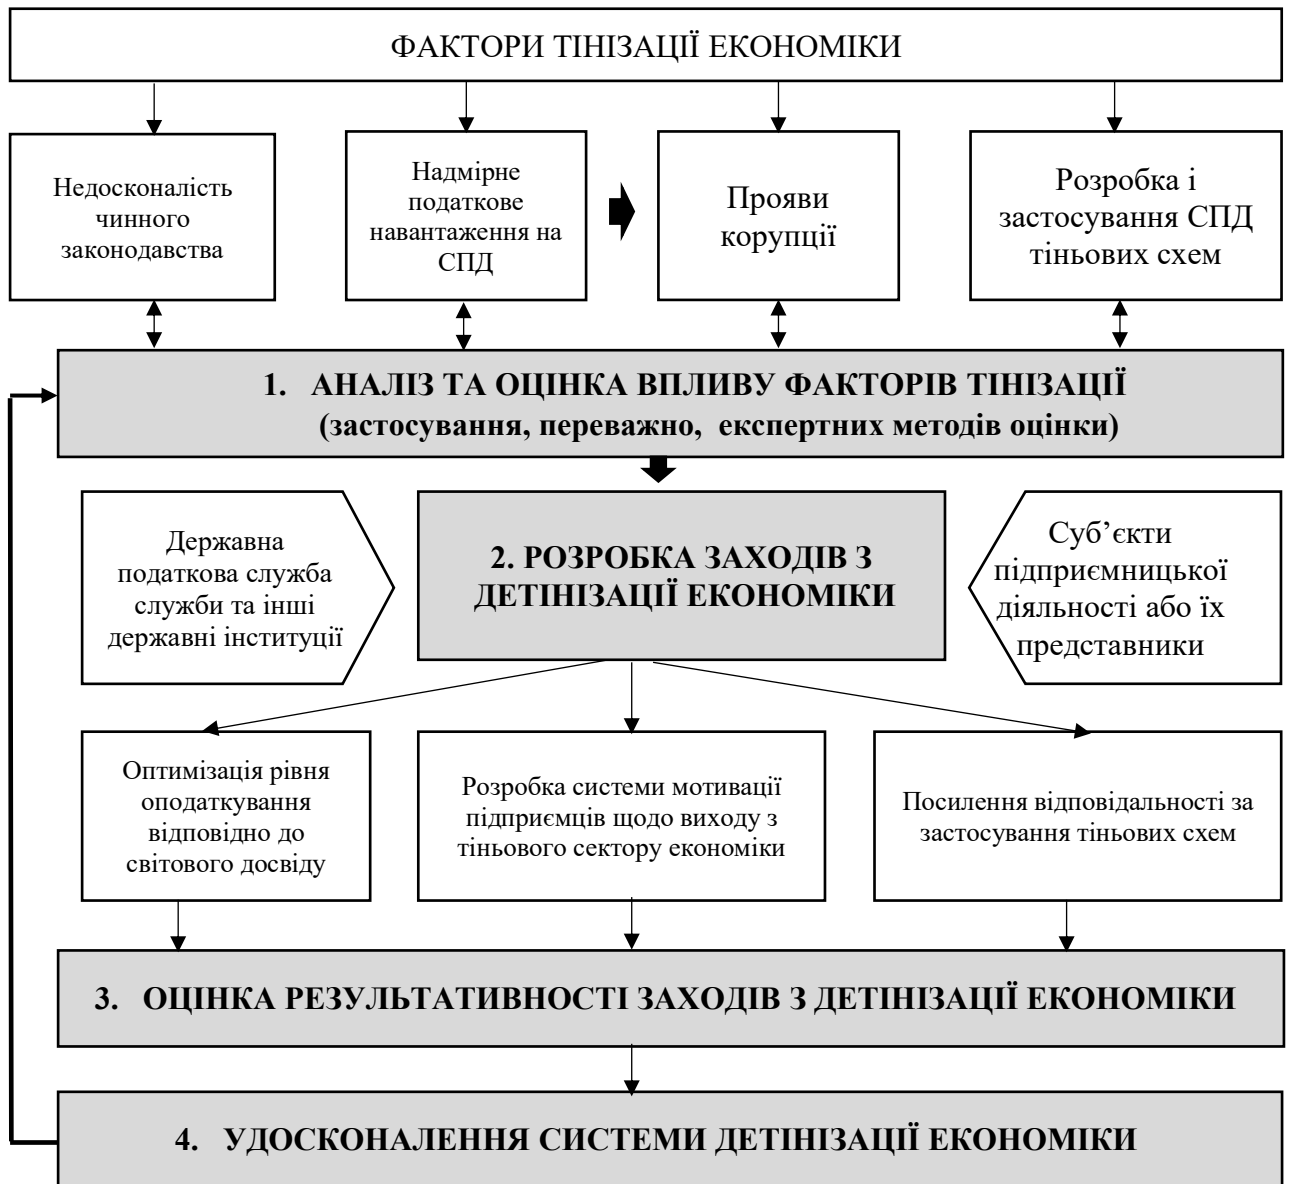 ФАКТОРИ ТІНІЗАЦІЇ ЕКОНОМІКИ
Недосконалість
чинного
законодавства
Надмірне
податкове
навантаження на
СПД
Прояви
корупції
Розробка і
застосування СПД
тіньових схем
1. АНАЛІЗ ТА ОЦІНКА ВПЛИВУ ФАКТОРІВ ТІНІЗАЦІЇ
(застосування, переважно, експертних методів оцінки)
Державна
податкова служба
служби та інші
державні інституції
2. РОЗРОБКА ЗАХОДІВ З
ДЕТІНІЗАЦІЇ ЕКОНОМІКИ
Суб’єкти
підприємницької
діяльності або їх
представники
Оптимізація рівня
оподаткування
відповідно до
світового досвіду
Розробка системи мотивації
підприємців щодо виходу з
тіньового сектору економіки
Посилення відповідальності за
застосування тіньових схем
3. ОЦІНКА РЕЗУЛЬТАТИВНОСТІ ЗАХОДІВ З ДЕТІНІЗАЦІЇ ЕКОНОМІКИ
4. УДОСКОНАЛЕННЯ СИСТЕМИ ДЕТІНІЗАЦІЇ ЕКОНОМІКИ